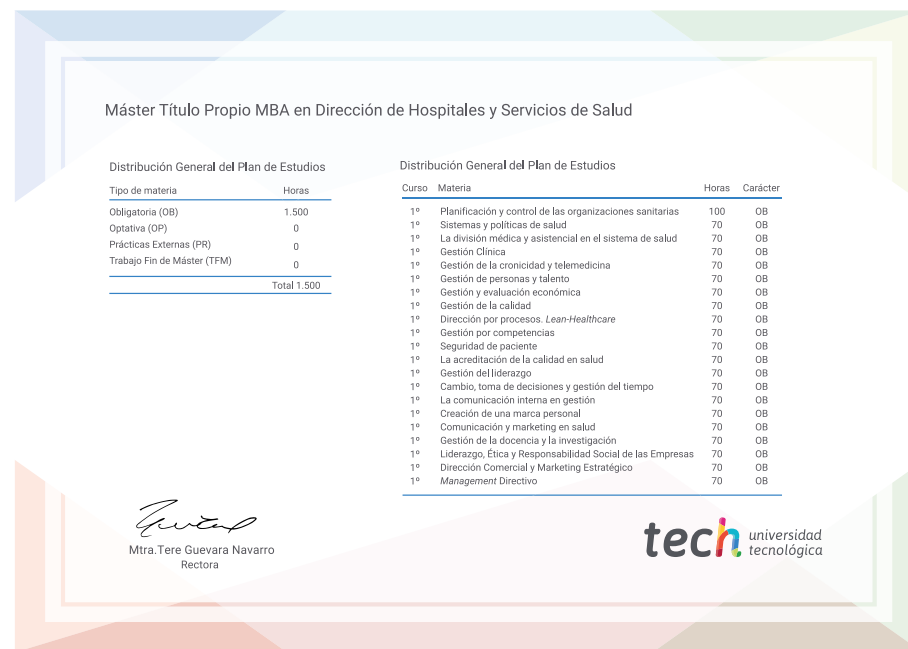 Máster Título Propio MBA en Dirección de Hospitales y Servicios de Salud
Distribución General del Plan de Estudios
Tipo de materia Horas
Obligatoria (OB) 1.500
Optativa (OP) 0
Prácticas Externas (PR) 0
Trabajo Fin de Máster (TFM) 0
Total 1.500
Distribución General del Plan de Estudios
Curso Materia Horas Carácter
1º Planificación y control de las organizaciones sanitarias 100 OB
1º Sistemas y políticas de salud 70 OB
1º La división médica y asistencial en el sistema de salud 70 OB
1º Gestión Clínica 70 OB
1º Gestión de la cronicidad y telemedicina 70 OB
1º Gestión de personas y talento 70 OB
1º Gestión y evaluación económica 70 OB
1º Gestión de la calidad 70 OB
1º Dirección por procesos. Lean-Healthcare 70 OB
1º Gestión por competencias 70 OB
1º Seguridad de paciente 70 OB
1º La acreditación de la calidad en salud 70 OB
1º Gestión del liderazgo 70 OB
1º Cambio, toma de decisiones y gestión del tiempo 70 OB
1º La comunicación interna en gestión 70 OB
1º Creación de una marca personal 70 OB
1º Comunicación y marketing en salud 70 OB
1º Gestión de la docencia y la investigación 70 OB
1º Liderazgo, Ética y Responsabilidad Social de las Empresas 70 OB
1º Dirección Comercial y Marketing Estratégico 70 OB
1º Management Directivo 70 OB
Mtra.Tere Guevara Navarro
Rectora
tech universidad
tecnológica